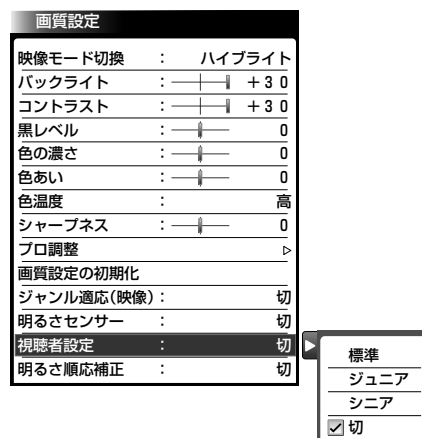 画質設定
映像モード切換 : ハイブライト
バックライト : +30
コントラスト : +30
黒レベル : 0
色の濃さ : 0
色あい : 0
色温度 : 高
シャープネス : 0
プロ調整
画質設定の初期化
ジャンル適応(映像) : 切
明るさセンサー : 切
視聴者設定 : 切
明るさ順応補正 : 切
標準
ジュニア
シニア
切